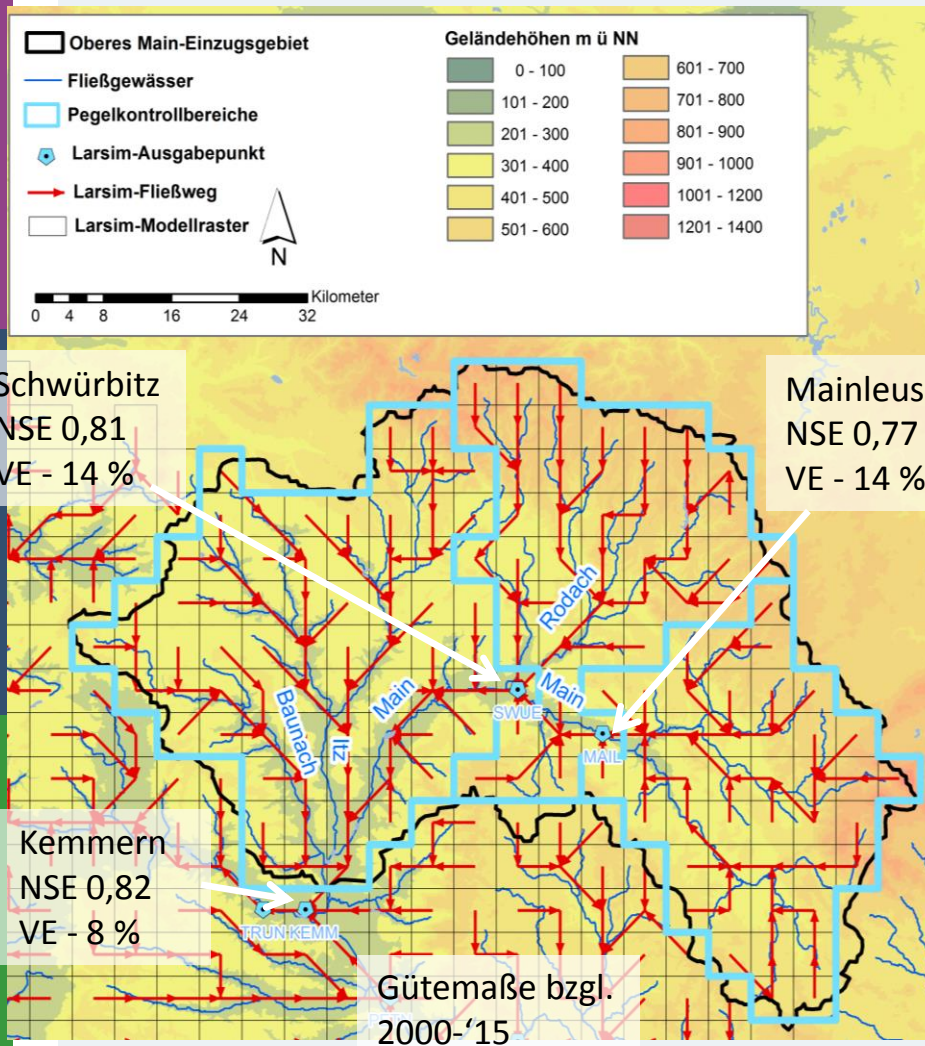 Oberes Main-Einzugsgebiet
Fließgewässer
Pegelkontrollbereiche
Larsim-Ausgabepunkt
Larsim-Fließweg
Larsim-Modellraster
N
Kilometer
0 4 8 16 24 32
Geländehöhen m ü NN
0 - 100
101 - 200
201 - 300
301 - 400
401 - 500
501 - 600
601 - 700
701 - 800
801 - 900
901 - 1000
1001 - 1200
1201 - 1400
Schwürbitz
NSE 0,81
VE - 14 %
Mainleus
NSE 0,77
VE - 14 %
Rodach
Main
SWUE
Main
MAIL
Baunach
Itz
Kemmern
NSE 0,82
VE - 8 %
TRUN KEMM
Gütemaße bzgl.
2000-‘15